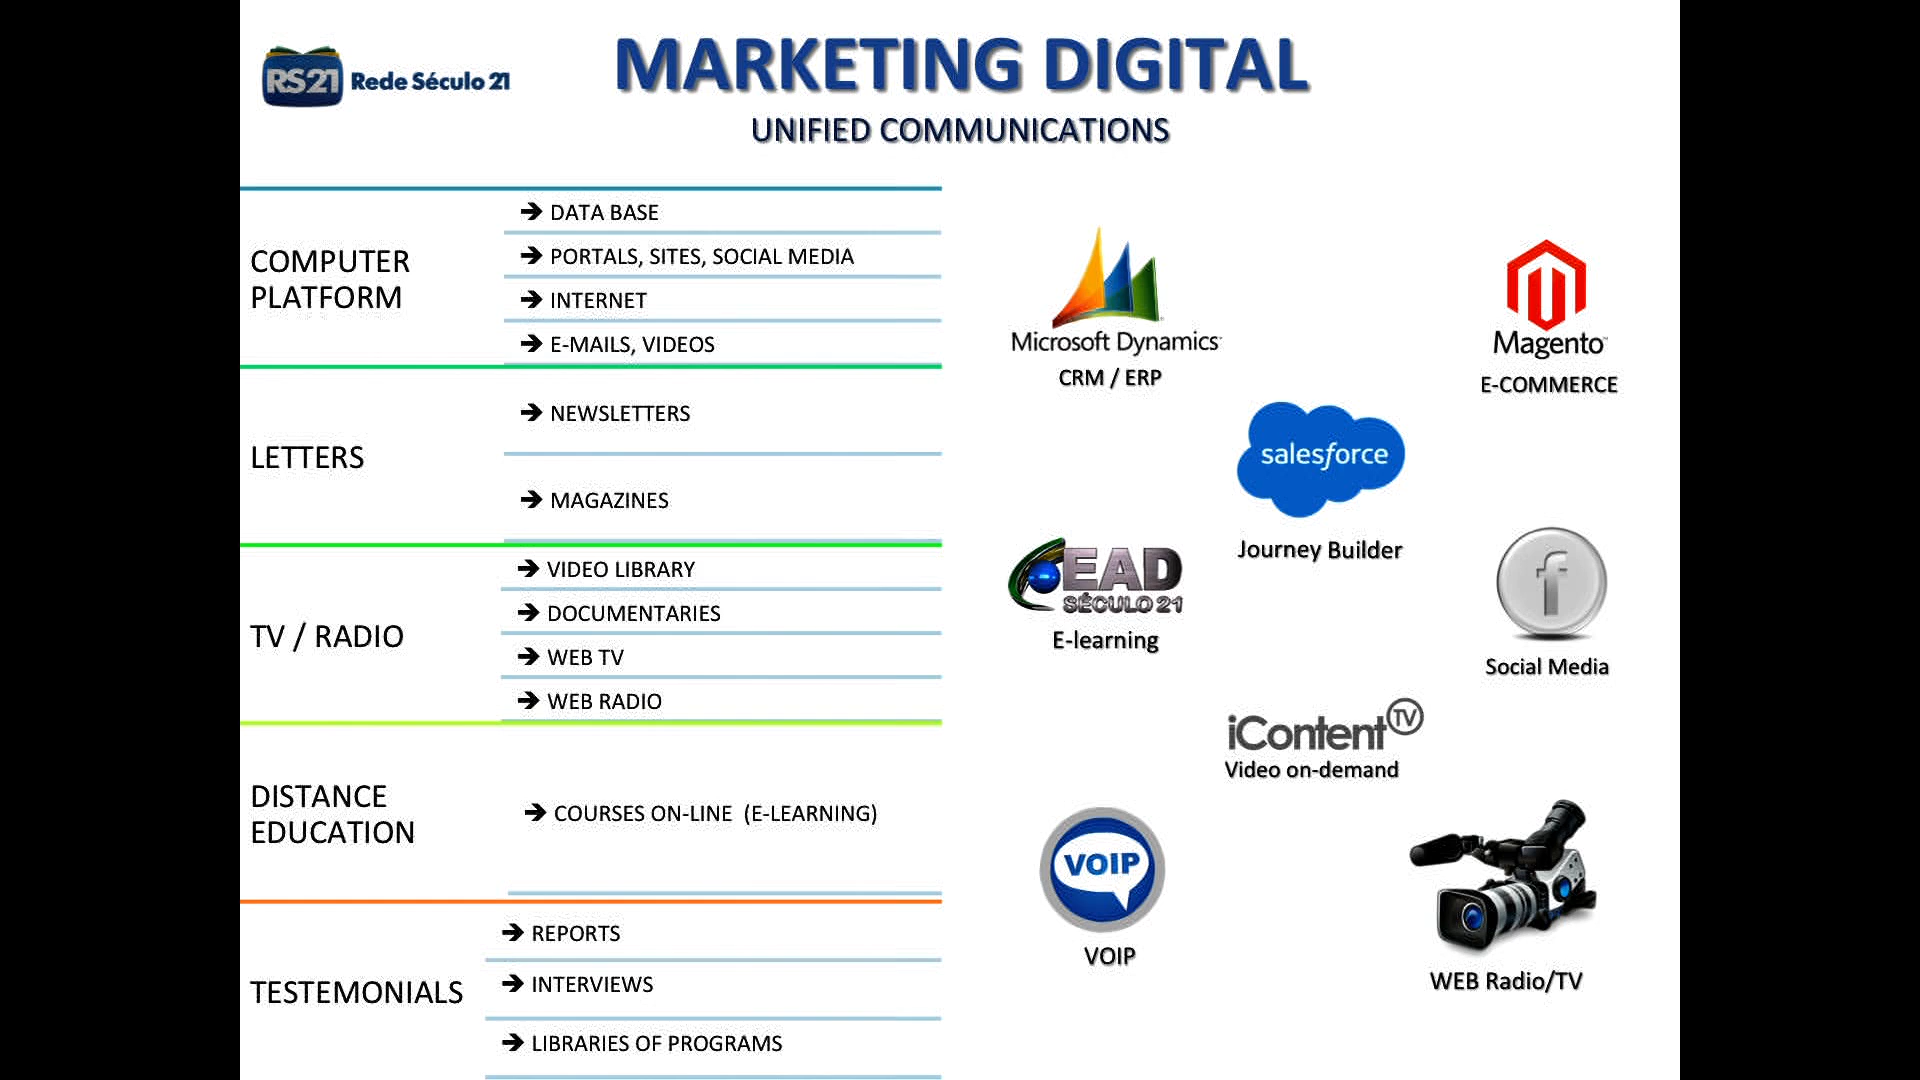 RS21 Rede Século 21
MARKETING DIGITAL
UNIFIED COMMUNICATIONS
COMPUTER
PLATFORM
➔ DATA BASE
➔ PORTALS, SITES, SOCIAL MEDIA
➔ INTERNET
➔ E-MAILS, VIDEOS
LETTERS
➔ NEWSLETTERS
➔ MAGAZINES
TV / RADIO
➔ VIDEO LIBRARY
➔ DOCUMENTARIES
➔ WEB TV
➔ WEB RADIO
DISTANCE
EDUCATION
➔ COURSES ON-LINE (E-LEARNING)
TESTEMONIALS
➔ REPORTS
➔ INTERVIEWS
➔ LIBRARIES OF PROGRAMS
Microsoft Dynamics
CRM / ERP
Magento™
E-COMMERCE
salesforce
Journey Builder
EAD
SÉCULO 21
E-learning
f
Social Media
iContent TV
Video on-demand
VOIP
VOIP
WEB Radio/TV